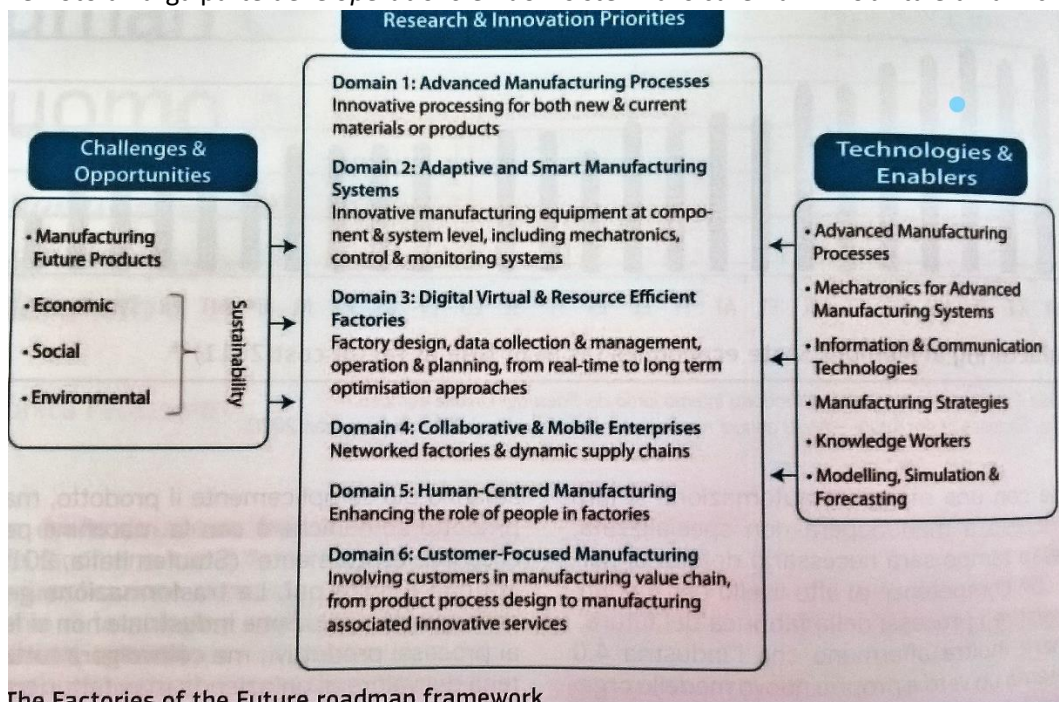 Research & Innovation Priorities
Challenges &
Opportunities
• Manufacturing
Future Products
• Economic
• Social
• Environmental
Sustainability
Domain 1: Advanced Manufacturing Processes
Innovative processing for both new & current
materials or products
Domain 2: Adaptive and Smart Manufacturing
Systems
Innovative manufacturing equipment at compo-
nent & system level, including mechatronics,
control & monitoring systems
Domain 3: Digital Virtual & Resource Efficient
Factories
Factory design, data collection & management,
operation & planning, from real-time to long term
optimisation approaches
Domain 4: Collaborative & Mobile Enterprises
Networked factories & dynamic supply chains
Domain 5: Human-Centred Manufacturing
Enhancing the role of people in factories
Domain 6: Customer-Focused Manufacturing
Involving customers in manufacturing value chain,
from product process design to manufacturing
associated innovative services
Technologies &
Enablers
• Advanced Manufacturing
Processes
• Mechatronics for Advanced
Manufacturing Systems
• Information & Communication
Technologies
• Manufacturing Strategies
• Knowledge Workers
• Modelling, Simulation &
Forecasting
The Factories of the Future roadmap framework